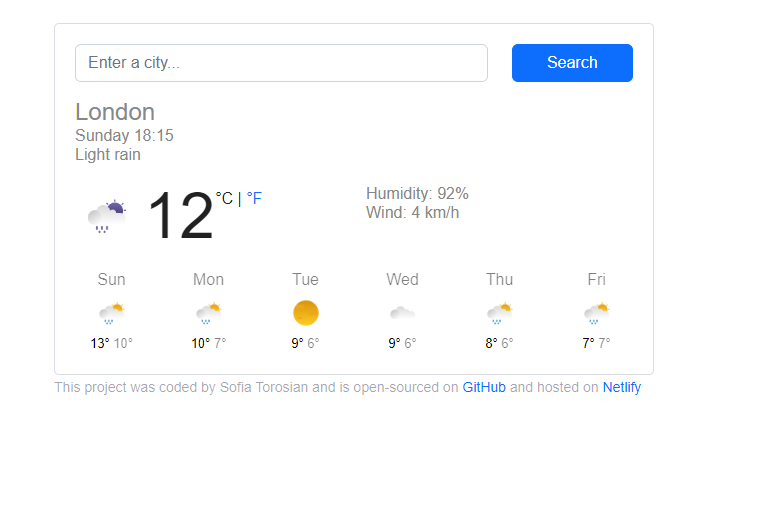 Enter a city...
Search
London
Sunday 18:15
Light rain
12 °C | °F
Humidity: 92%
Wind: 4 km/h
Sun Mon Tue Wed Thu Fri
13° 10° 10° 7° 9° 6° 9° 6° 8° 6° 7° 7°
This project was coded by Sofia Torosian and is open-sourced on GitHub and hosted on Netlify